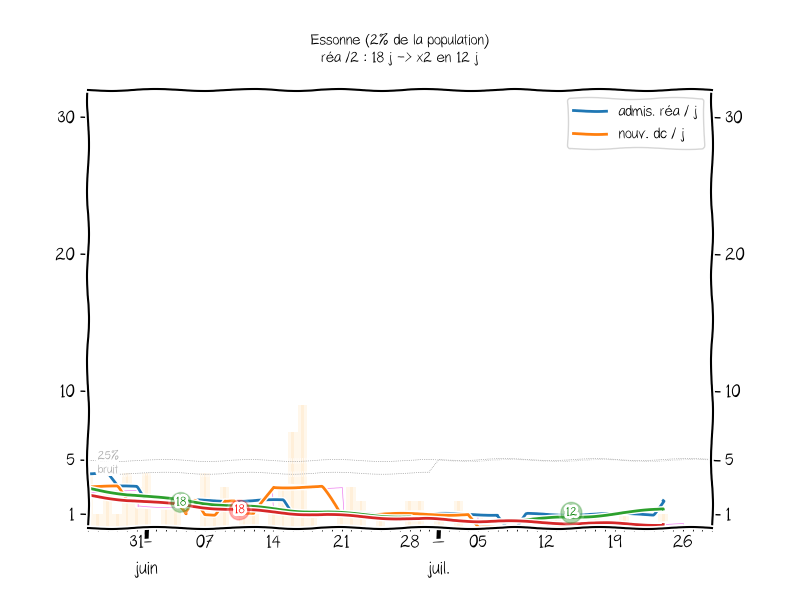 Essonne (2% de la population)
réa /2 : 18 j -> x2 en 12 j
admis. réa / j
nouv. dc / j
30
30
20
20
10
10
25%
5
5
bruit
18
18
12
1
1
31 07 14 21 28 05 12 19 26
juin juil.